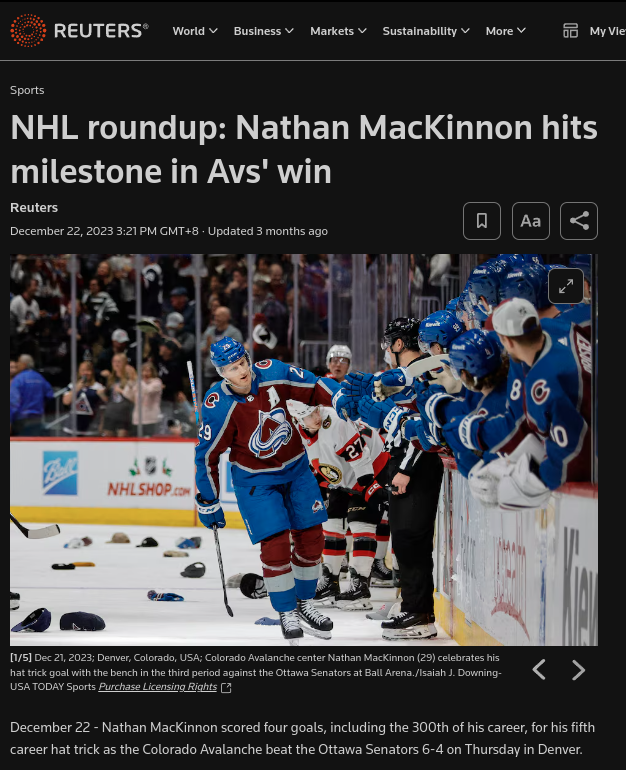 REUTERS®
World Business Markets Sustainability More My Vie
Sports
NHL roundup: Nathan MacKinnon hits
milestone in Avs' win
Reuters
December 22, 2023 3:21 PM GMT+8 · Updated 3 months ago
Aa
29
A
27
CCM
8
Ball
NHLSHOP.COM
[1/5] Dec 21, 2023; Denver, Colorado, USA; Colorado Avalanche center Nathan MacKinnon (29) celebrates his
hat trick goal with the bench in the third period against the Ottawa Senators at Ball Arena./Isaiah J. Downing-
USA TODAY Sports Purchase Licensing Rights
December 22 - Nathan MacKinnon scored four goals, including the 300th of his career, for his fifth
career hat trick as the Colorado Avalanche beat the Ottawa Senators 6-4 on Thursday in Denver.